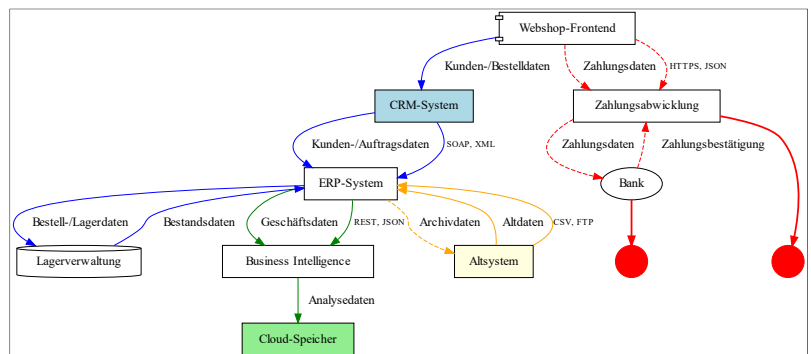 Webshop-Frontend
Kunden-/Bestelldaten
Zahlungsdaten
HTTPS, JSON
CRM-System
Zahlungsabwicklung
Kunden-/Auftragsdaten
SOAP, XML
Zahlungsdaten
Zahlungsbestätigung
ERP-System
Bank
Bestell-/Lagerdaten
Bestandsdaten
Geschäftsdaten
REST, JSON
Archivdaten
Altdaten
CSV, FTP
Lagerverwaltung
Business Intelligence
Altsystem
Analysedaten
Cloud-Speicher